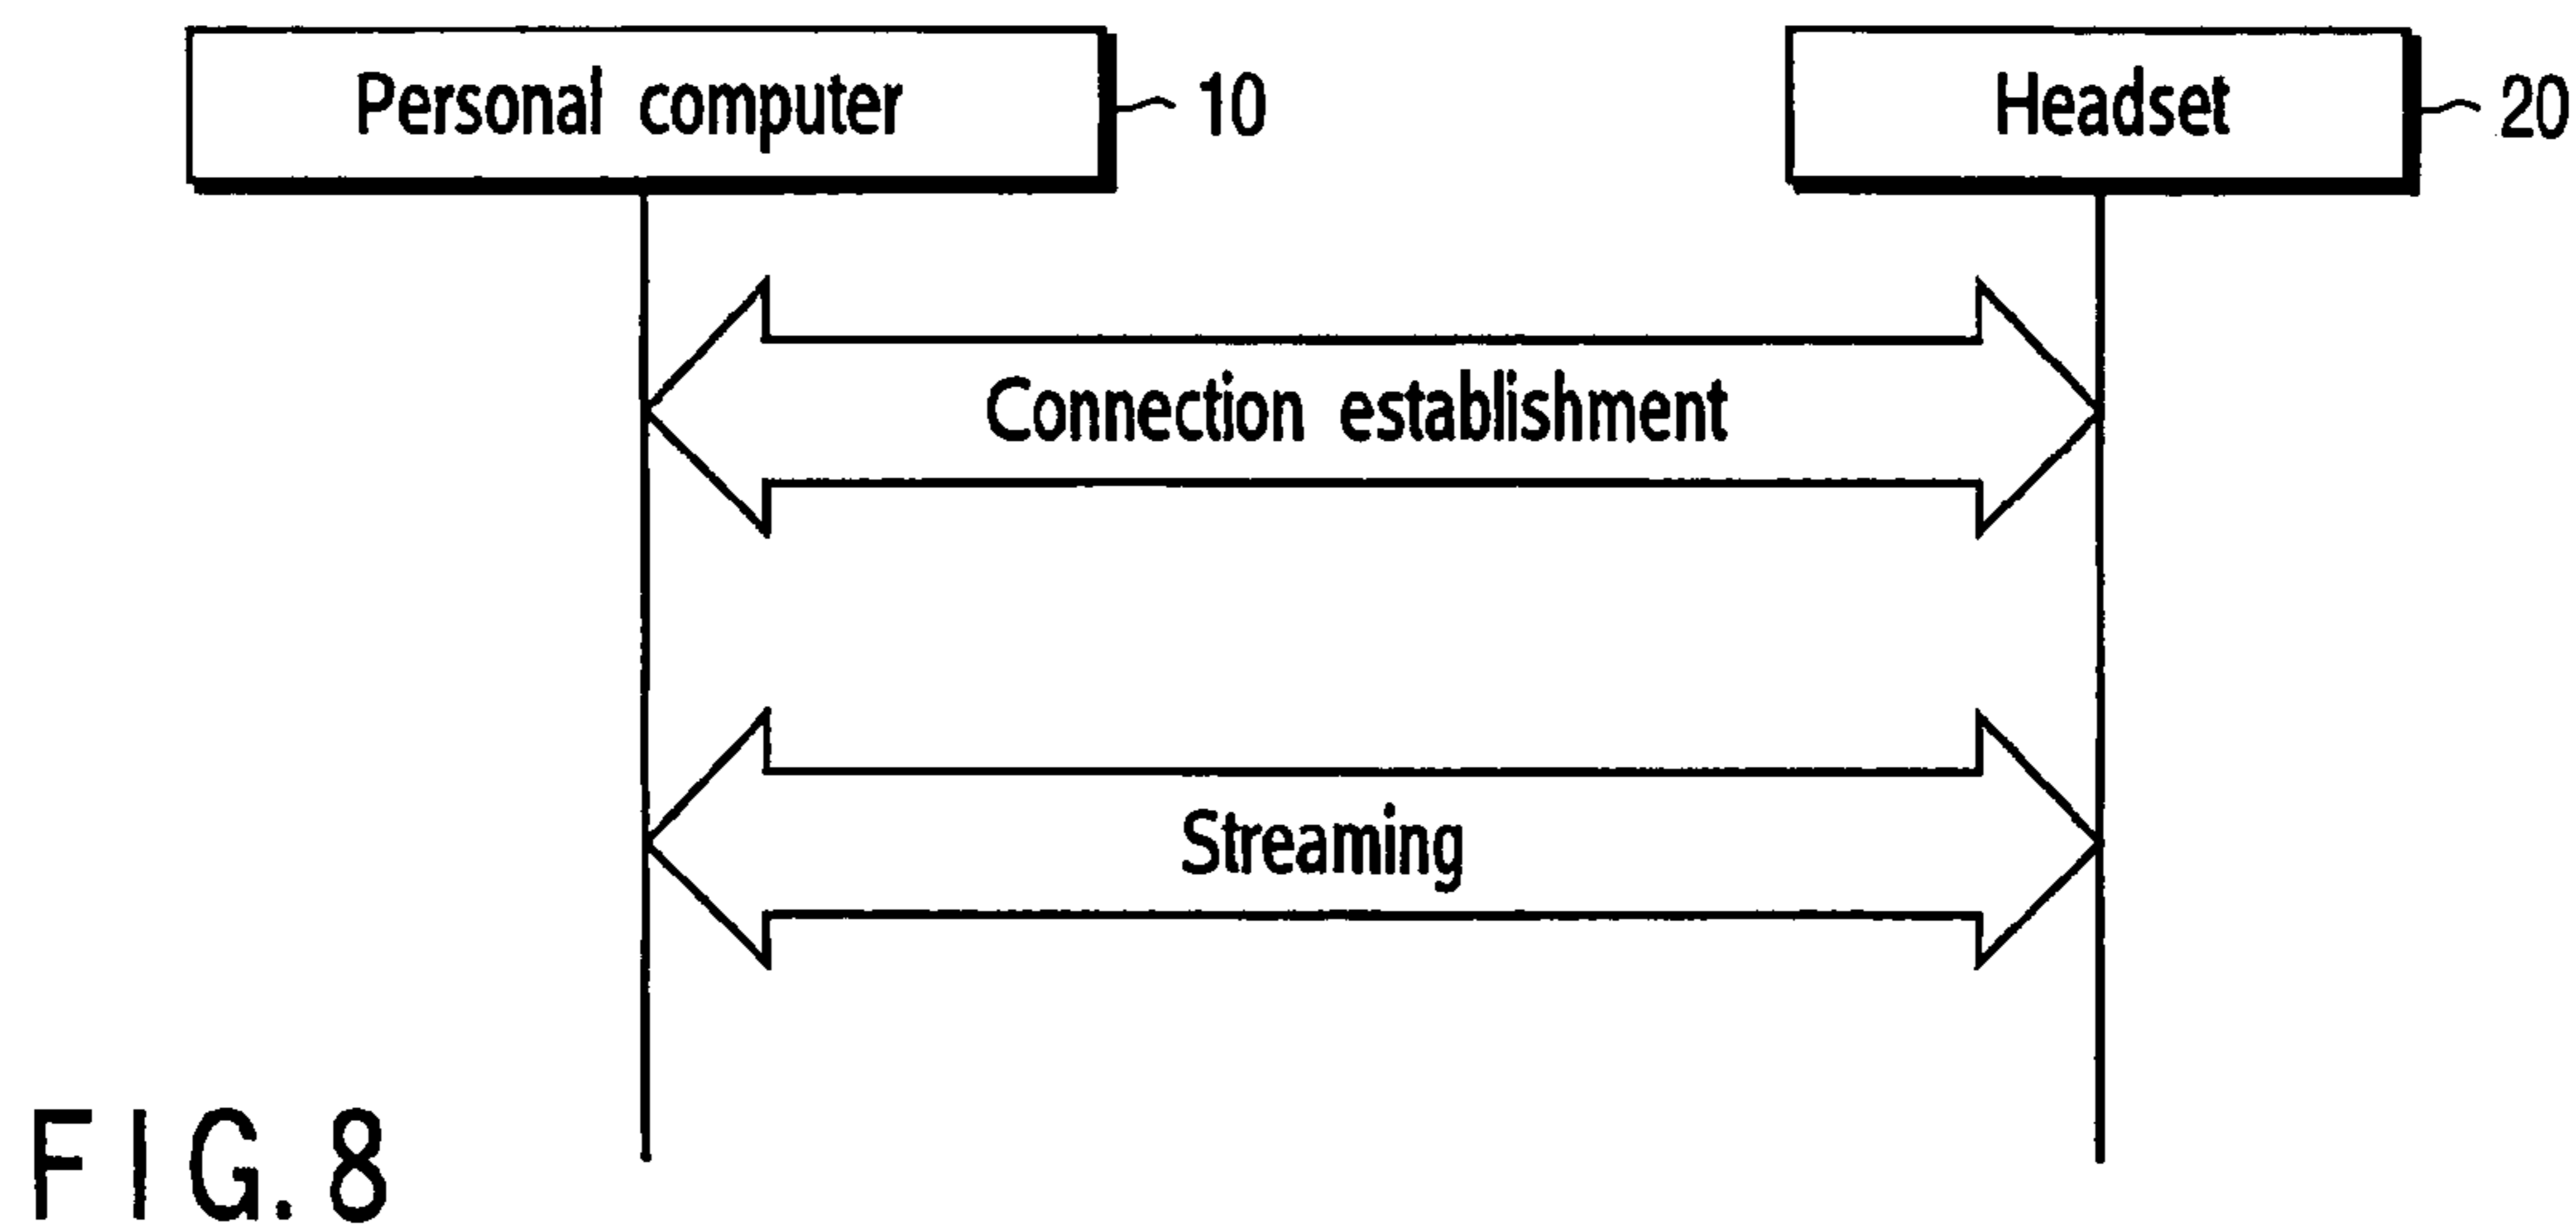 Personal computer 10 Headset 20
Connection establishment
Streaming
FIG. 8